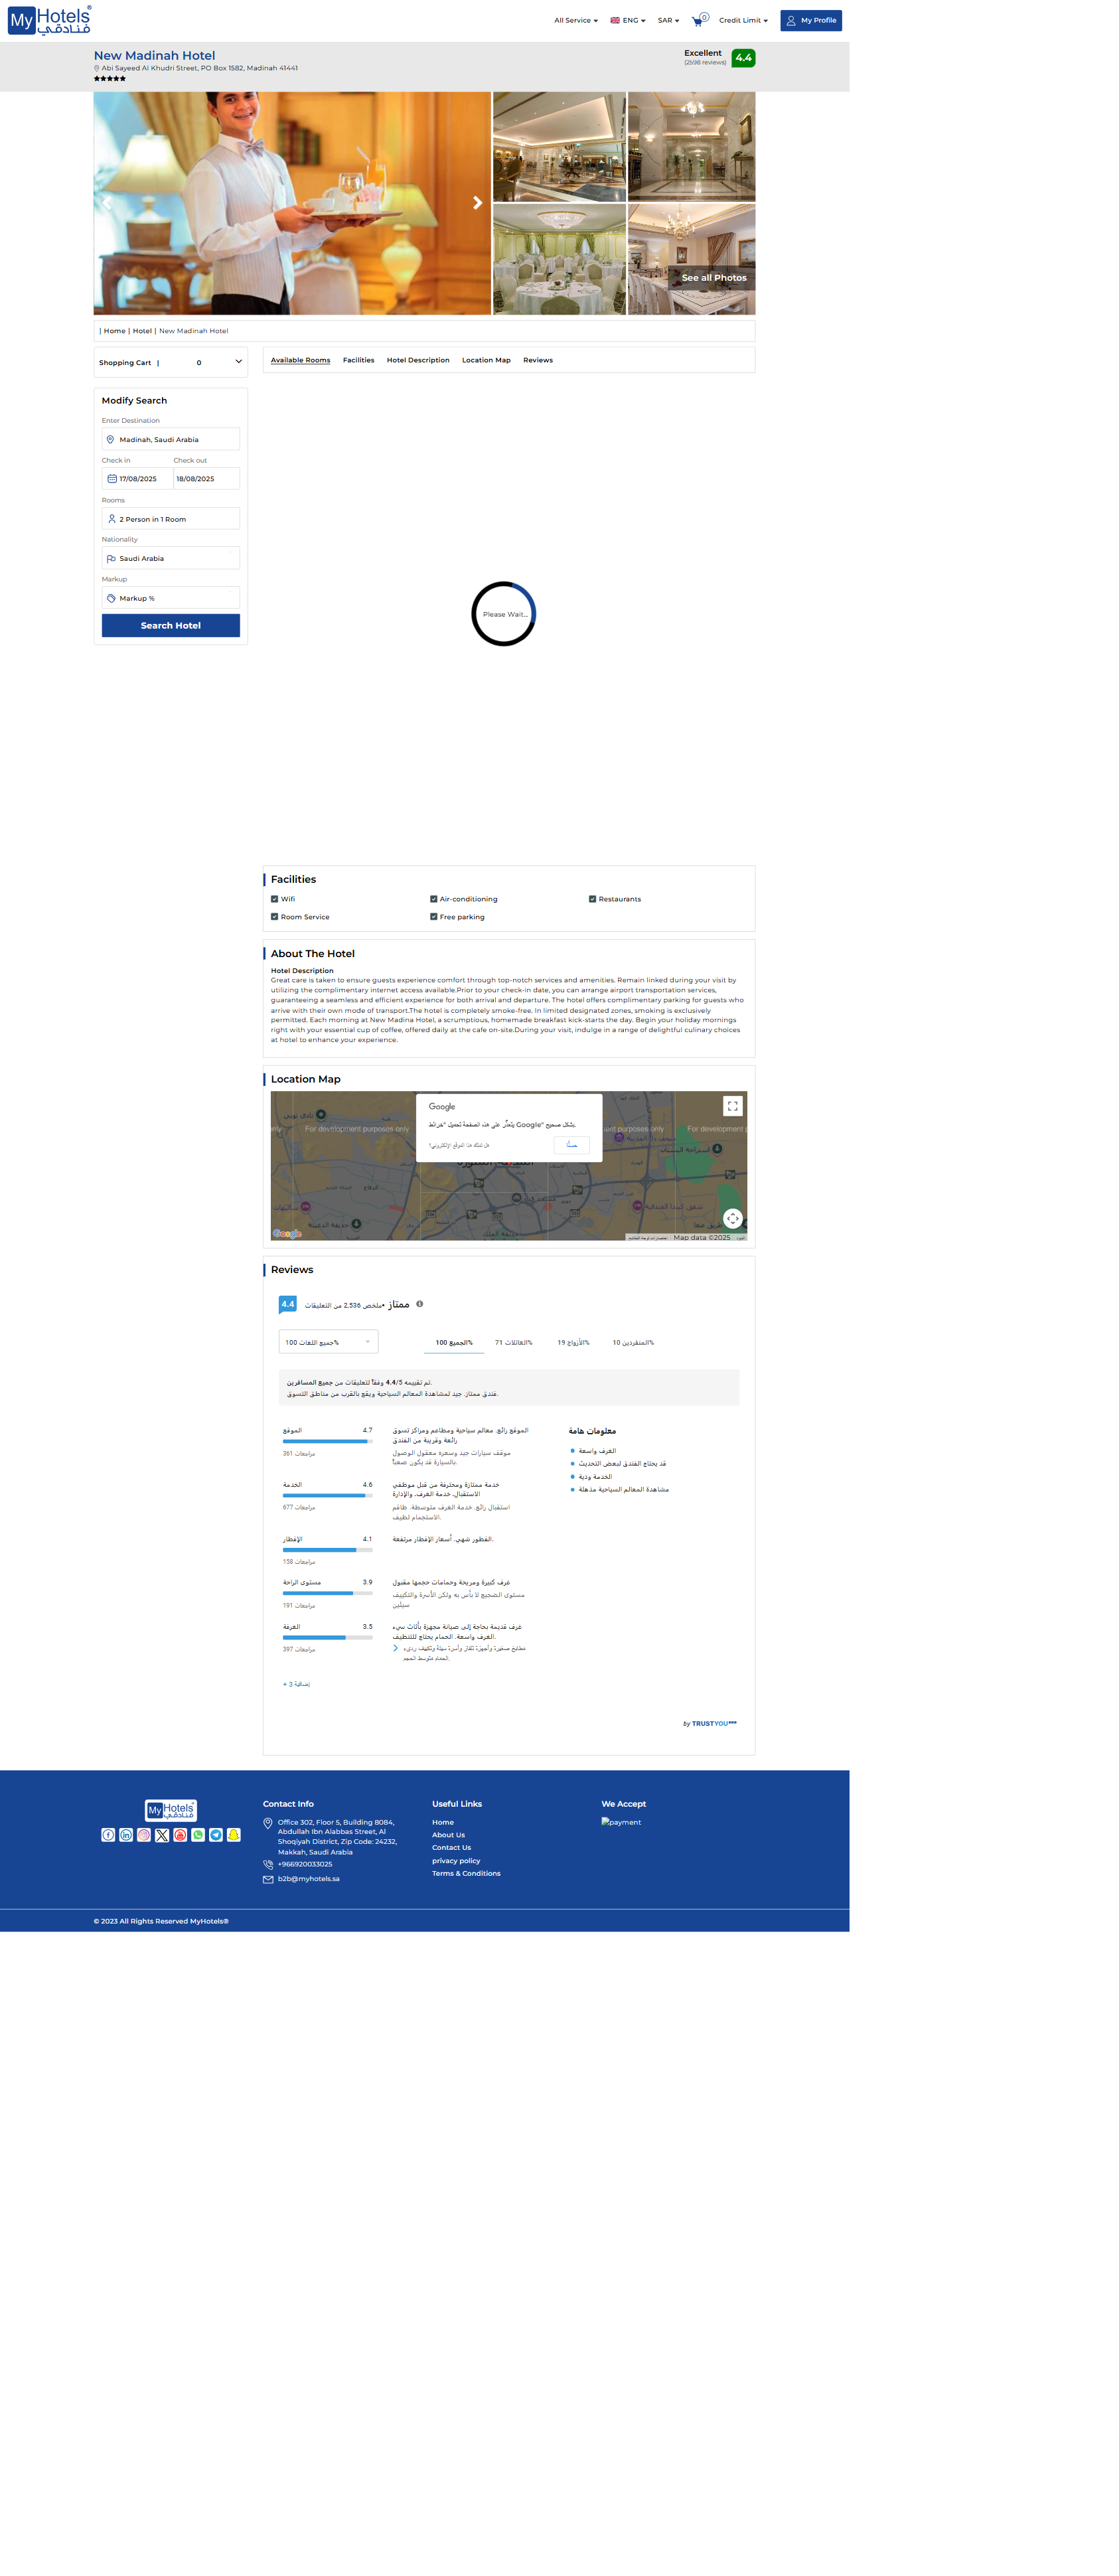 My Hotels®
فنادقي
All Service
ENG
SAR
0
Credit Limit
My Profile
New Madinah Hotel
Abi Sayeed Al Khudri Street, PO Box 1582, Madinah 41441
Excellent
4.4
See all Photos
| Home | Hotel | New Madinah Hotel
Shopping Cart | 0
Available Rooms Facilities Hotel Description Location Map Reviews
Modify Search
Enter Destination
Madinah, Saudi Arabia
Check in Check out
17/08/2025 18/08/2025
Rooms
2 Person in 1 Room
Nationality
Saudi Arabia
Markup
Markup %
Search Hotel
Please Wait...
Facilities
Wifi Air-conditioning Restaurants
Room Service Free parking
About The Hotel
Hotel Description
Great care is taken to ensure guests experience comfort through top-notch services and amenities. Remain linked during your visit by
utilizing the complimentary internet access available.Prior to your check-in date, you can arrange airport transportation services,
guaranteeing a seamless and efficient experience for both arrival and departure. The hotel offers complimentary parking for guests who
arrive with their own mode of transport.The hotel is completely smoke-free. In limited designated zones, smoking is exclusively
permitted. Each morning at New Madina Hotel, a scrumptious, homemade breakfast kick-starts the day. Begin your holiday mornings
right with your essential cup of coffee, offered daily at the cafe on-site.During your visit, indulge in a range of delightful culinary choices
at hotel to enhance your experience.
Location Map
Google
يتعذّر على هذه الصفحة تحميل "خرائط Google" بشكل صحيح.
هل تملك هذا الموقع الإلكتروني؟
حسنًا
only
For development purposes only
purposes only
For development p
Google
Map data ©2025
Reviews
4.4 ملخص 2,536 من التعليقات• ممتاز
جميع اللغات 100%
الجميع 100% العائلات 71% الأزواج 19% المنفردين 10%
تم تقييمه 4.4/5 وفقاً لتعليقات من جميع المسافرين.
فندق ممتاز. جيد لمشاهدة المعالم السياحية ويقع بالقرب من مناطق التسوق.
الموقع 4.7
361 مراجعات
الموقع رائع. معالم سياحية ومطاعم ومراكز تسوق
رائعة وقريبة من الفندق
موقف سيارات جيد وسعره معقول الوصول
بالسيارة قد يكون صعباً.
معلومات هامة
الغرف واسعة
قد يحتاج الفندق لبعض التحديث
الخدمة ودية
مشاهدة المعالم السياحية مذهلة
الخدمة 4.6
677 مراجعات
خدمة ممتازة ومحترفة من قبل موظفي
الاستقبال، خدمة الغرف، والإدارة
استقبال رائع. خدمة الغرف متوسطة. طاقم
الاستجمام لطيف.
الإفطار 4.1
158 مراجعات
الفطور شهي. أسعار الإفطار مرتفعة.
مستوى الراحة 3.9
191 مراجعات
غرف كبيرة ومريحة وحمامات حجمها مقبول
مستوى الضجيج لا بأس به ولكن الأسرة والتكييف
سيئين
الغرفة 3.5
397 مراجعات
غرف قديمة بحاجة إلى صيانة مجهزة بأثاث سيء
الغرف واسعة. الحمام يحتاج للتنظيف.
مطابخ صغيرة وأجهزة تلفاز وأسرة سيئة وتكييف رديء
الحمام متوسط الحجم.
+ 3 إضافية
by TRUSTYOU
My Hotels
فنادقي
Contact Info
Office 302, Floor 5, Building 8084,
Abdullah Ibn Alabbas Street, Al
Shoqiyah District, Zip Code: 24232,
Makkah, Saudi Arabia
+966920033025
b2b@myhotels.sa
Useful Links
Home
About Us
Contact Us
privacy policy
Terms & Conditions
We Accept
payment
© 2023 All Rights Reserved MyHotels®